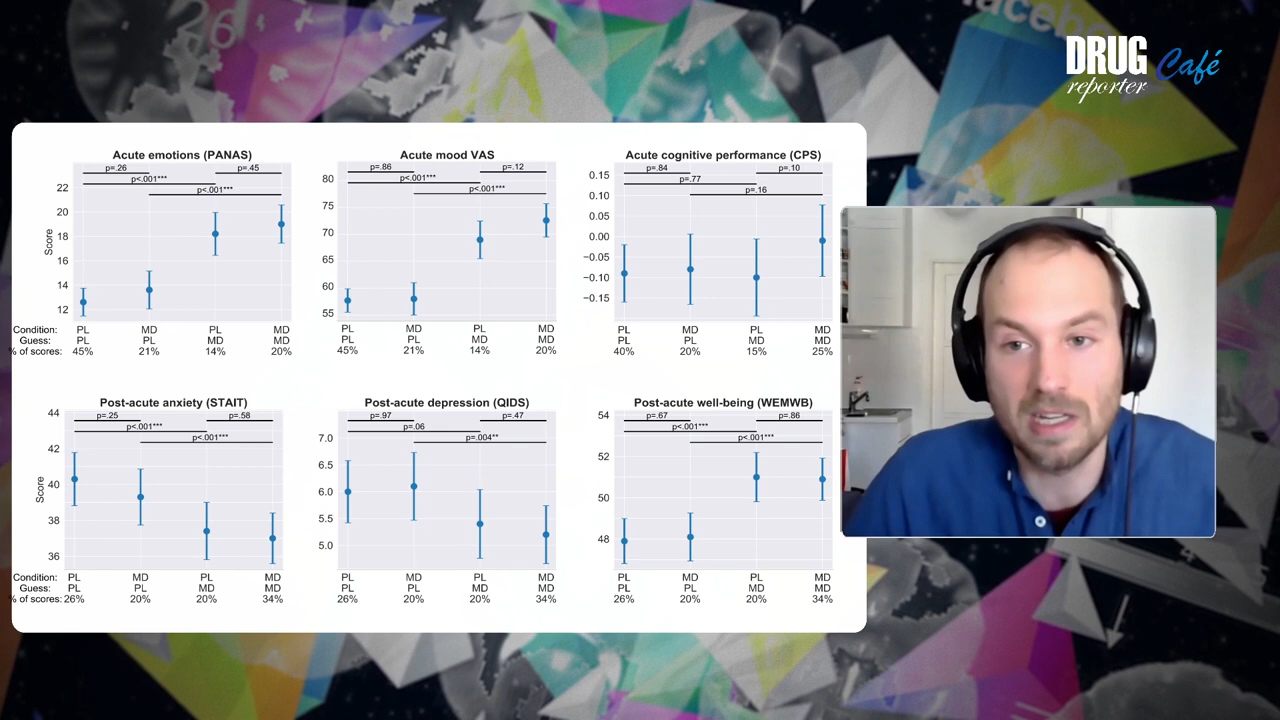 26
acebo
DRUG
reporter Café
Acute emotions (PANAS)
p=.26 p=.45
p<.001***
p<.001***
22
20
18
16
14
12
Score
Condition: PL MD PL MD
Guess: PL PL MD MD
% of scores: 45% 21% 14% 20%
Acute mood VAS
p=.86 p=.12
p<.001***
p<.001***
80
75
70
65
60
55
PL MD PL MD
PL PL MD MD
45% 21% 14% 20%
Acute cognitive performance (CPS)
p=.84 p=.10
p=.77
p=.16
0.15
0.10
0.05
0.00
−0.05
−0.10
−0.15
PL MD PL MD
PL PL MD MD
40% 20% 15% 25%
Post-acute anxiety (STAIT)
p=.25 p=.58
p<.001***
p<.001***
44
42
40
38
36
Score
Condition: PL MD PL MD
Guess: PL PL MD MD
% of scores: 26% 20% 20% 34%
Post-acute depression (QIDS)
p=.97 p=.47
p=.06
p=.004**
7.0
6.5
6.0
5.5
5.0
PL MD PL MD
PL PL MD MD
26% 20% 20% 34%
Post-acute well-being (WEMWB)
p=.67 p=.86
p<.001***
p<.001***
54
52
50
48
PL MD PL MD
PL PL MD MD
26% 20% 20% 34%